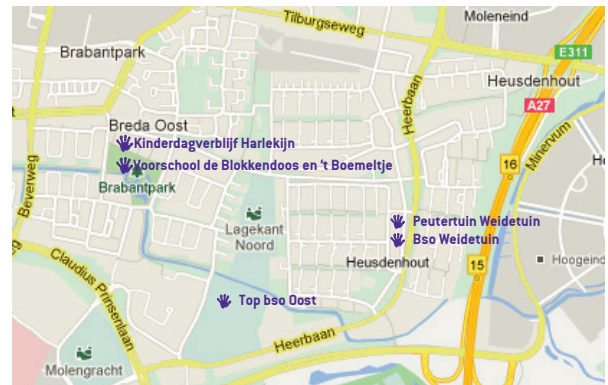 Tilburgseweg
Moleneind
Brabantpark
E311
Heusdenhout
Heerbaan
A27
Minervum
Breda Oost
Kinderdagverblijf Harlekijn
Voorschool de Blokkendoos en ‘t Boemeltje
16
Beverweg
Brabantpark
Peutertuin Weidetuin
Lagekant
Noord
Bso Weidetuin
Claudius Prinsenlaan
Heusdenhout
15
Hoogeind
Top bso Oost
Heerbaan
Molengracht